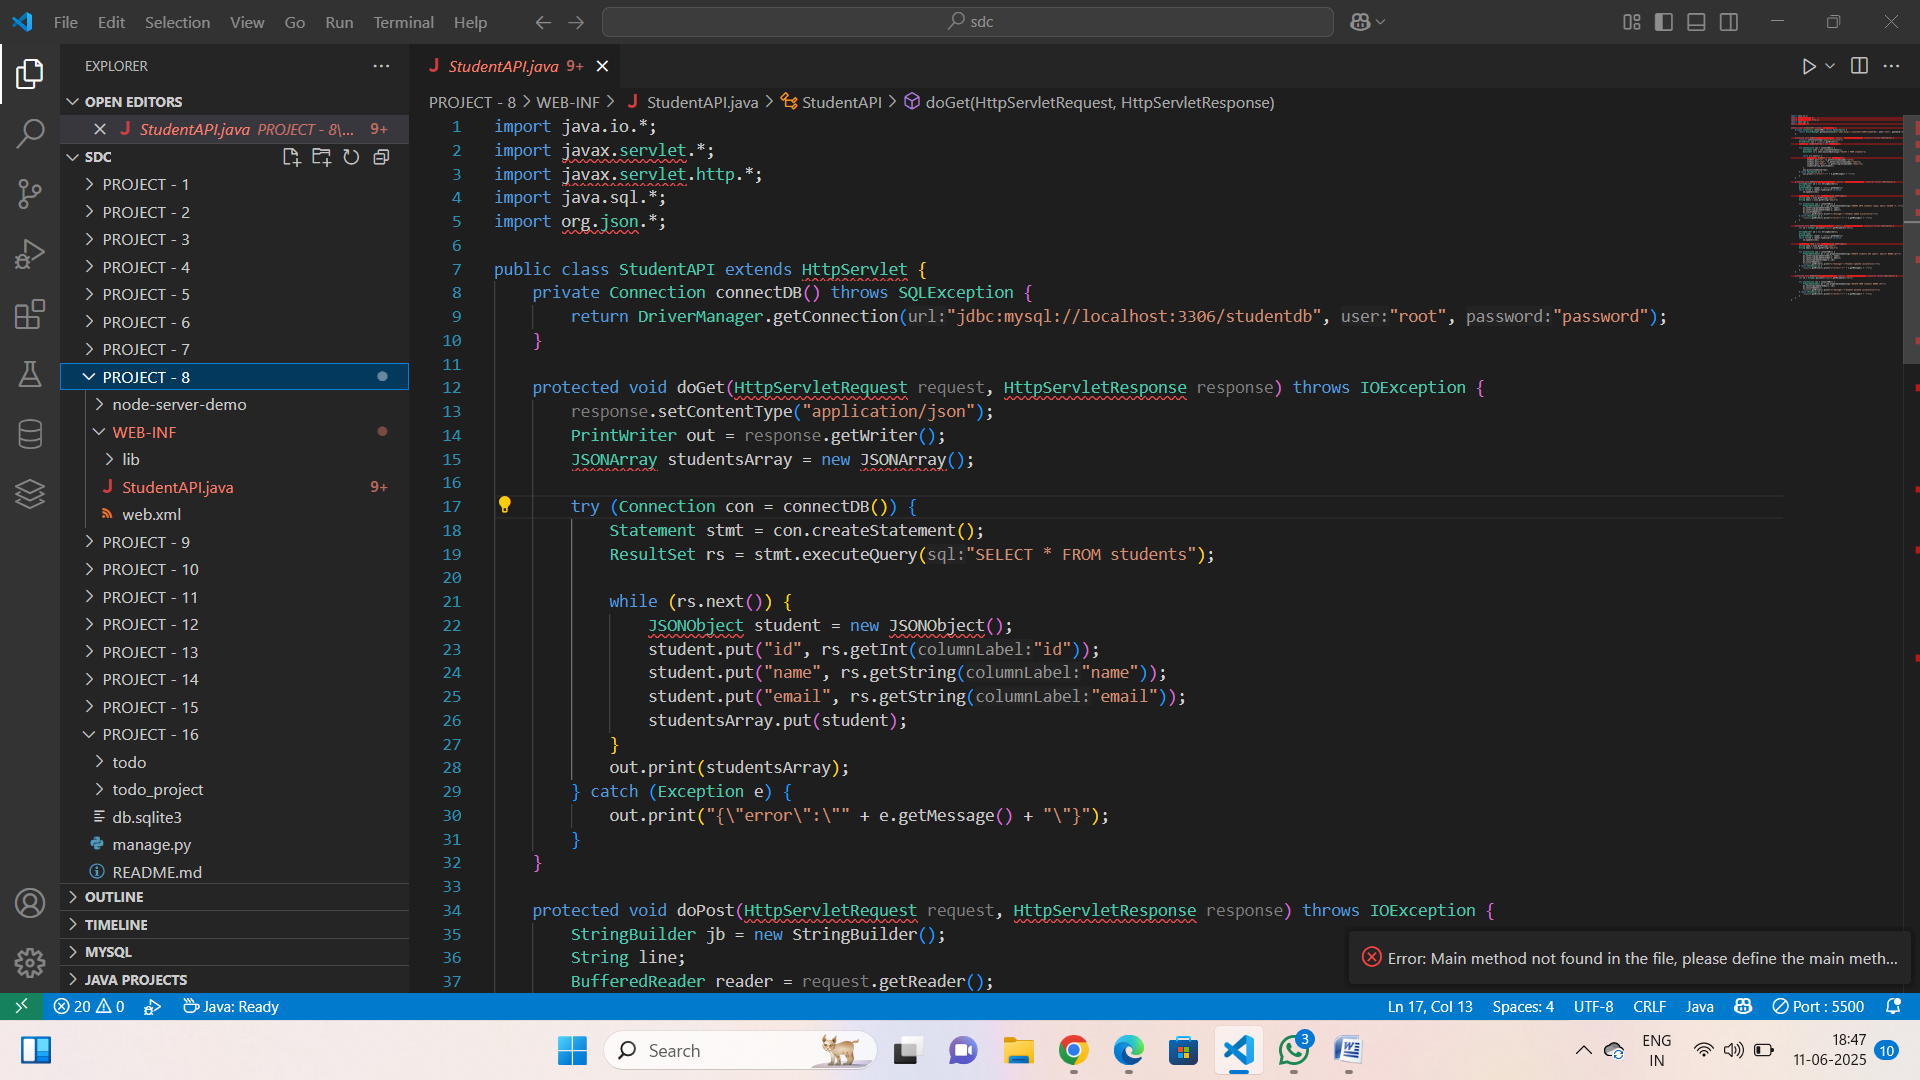 File Edit Selection View Go Run Terminal Help
sdc
EXPLORER
OPEN EDITORS
StudentAPI.java PROJECT - 8\... 9+
SDC
PROJECT - 1
PROJECT - 2
PROJECT - 3
PROJECT - 4
PROJECT - 5
PROJECT - 6
PROJECT - 7
PROJECT - 8
node-server-demo
WEB-INF
lib
StudentAPI.java 9+
web.xml
PROJECT - 9
PROJECT - 10
PROJECT - 11
PROJECT - 12
PROJECT - 13
PROJECT - 14
PROJECT - 15
PROJECT - 16
todo
todo_project
db.sqlite3
manage.py
README.md
OUTLINE
TIMELINE
MYSQL
JAVA PROJECTS
StudentAPI.java 9+
PROJECT - 8 > WEB-INF > StudentAPI.java > StudentAPI > doGet(HttpServletRequest, HttpServletResponse)
1 import java.io.*;
2 import javax.servlet.*;
3 import javax.servlet.http.*;
4 import java.sql.*;
5 import org.json.*;
6
7 public class StudentAPI extends HttpServlet {
8 private Connection connectDB() throws SQLException {
9 return DriverManager.getConnection(url:"jdbc:mysql://localhost:3306/studentdb", user:"root", password:"password");
10 }
11
12 protected void doGet(HttpServletRequest request, HttpServletResponse response) throws IOException {
13 response.setContentType("application/json");
14 PrintWriter out = response.getWriter();
15 JSONArray studentsArray = new JSONArray();
16
17 try (Connection con = connectDB()) {
18 Statement stmt = con.createStatement();
19 ResultSet rs = stmt.executeQuery(sql:"SELECT * FROM students");
20
21 while (rs.next()) {
22 JSONObject student = new JSONObject();
23 student.put("id", rs.getInt(columnLabel:"id"));
24 student.put("name", rs.getString(columnLabel:"name"));
25 student.put("email", rs.getString(columnLabel:"email"));
26 studentsArray.put(student);
27 }
28 out.print(studentsArray);
29 } catch (Exception e) {
30 out.print("{\"error\":\"" + e.getMessage() + "\"}");
31 }
32 }
33
34 protected void doPost(HttpServletRequest request, HttpServletResponse response) throws IOException {
35 StringBuilder jb = new StringBuilder();
36 String line;
37 BufferedReader reader = request.getReader();
Error: Main method not found in the file, please define the main meth...
20 0 Java: Ready
Ln 17, Col 13 Spaces: 4 UTF-8 CRLF Java Port : 5500
Search
3
ENG
IN
18:47
11-06-2025
10